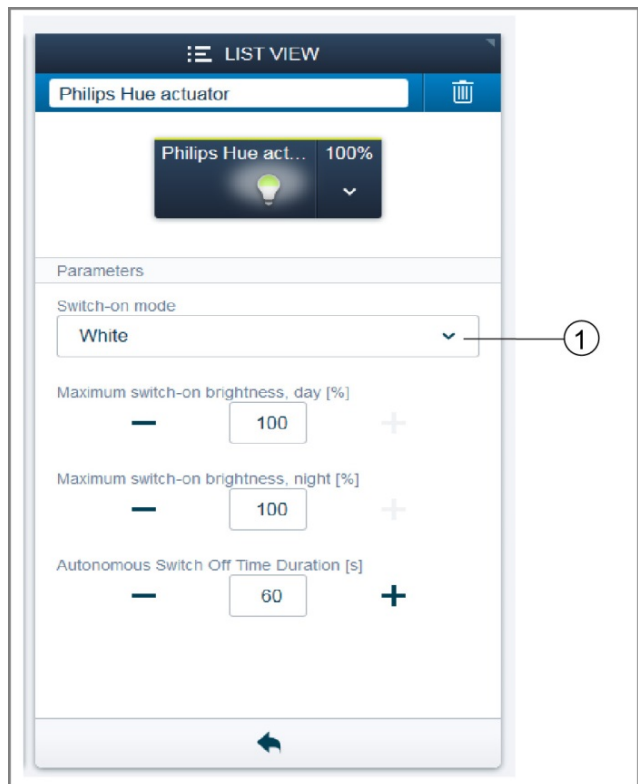 LIST VIEW
Philips Hue actuator
Philips Hue act... 100%
Parameters
Switch-on mode
White
1
Maximum switch-on brightness, day [%]
100
Maximum switch-on brightness, night [%]
100
Autonomous Switch Off Time Duration [s]
60